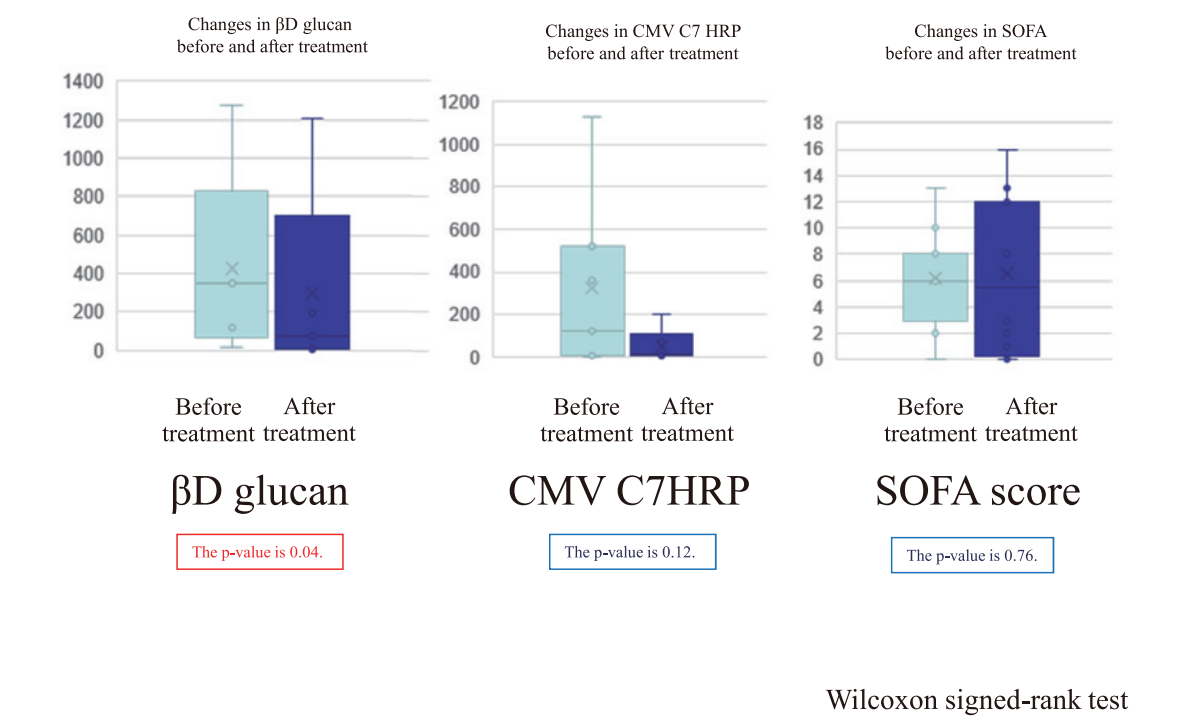 Changes in βD glucan
before and after treatment
1400
1200
1000
800
600
400
200
0
Before After
treatment treatment
βD glucan
The p-value is 0.04.
Changes in CMV C7 HRP
before and after treatment
1200
1000
800
600
400
200
0
Before After
treatment treatment
CMV C7HRP
The p-value is 0.12.
Changes in SOFA
before and after treatment
18
16
14
12
10
8
6
4
2
0
Before After
treatment treatment
SOFA score
The p-value is 0.76.
Wilcoxon signed-rank test